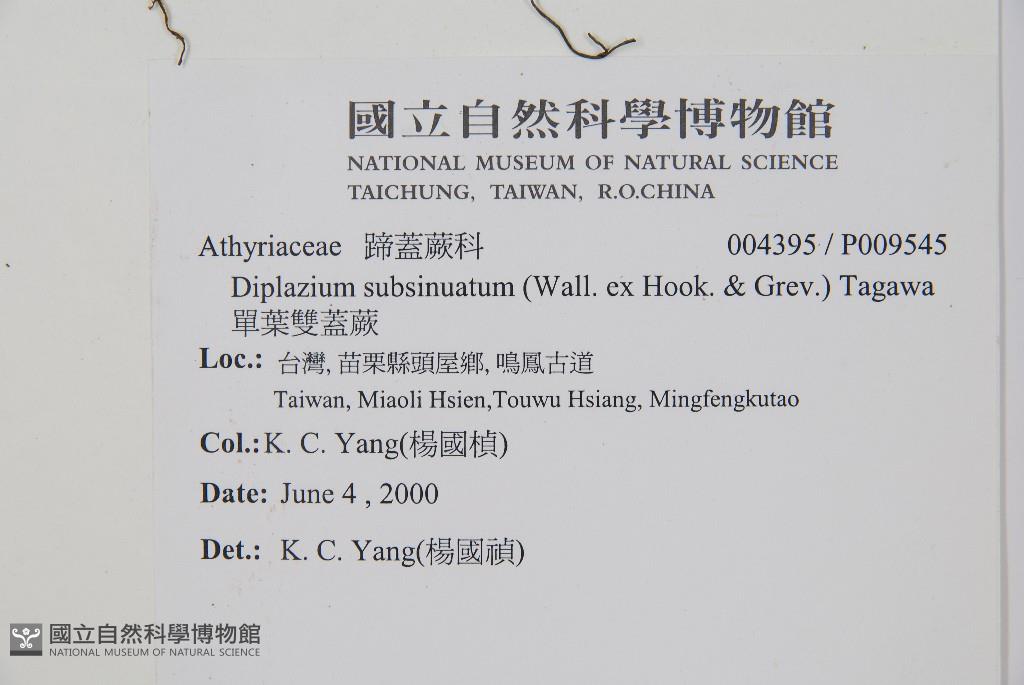 國立自然科學博物館
NATIONAL MUSEUM OF NATURAL SCIENCE
TAICHUNG, TAIWAN, R.O.CHINA
Athyriaceae 蹄蓋蕨科 004395 / P009545
Diplazium subsinuatum (Wall. ex Hook. & Grev.) Tagawa
單葉雙蓋蕨
Loc.: 台灣, 苗栗縣頭屋鄉, 鳴鳳古道
Taiwan, Miaoli Hsien,Touwu Hsiang, Mingfengkutao
Col.:K. C. Yang(楊國楨)
Date: June 4 , 2000
Det.: K. C. Yang(楊國禎)
國立自然科學博物館
NATIONAL MUSEUM OF NATURAL SCIENCE